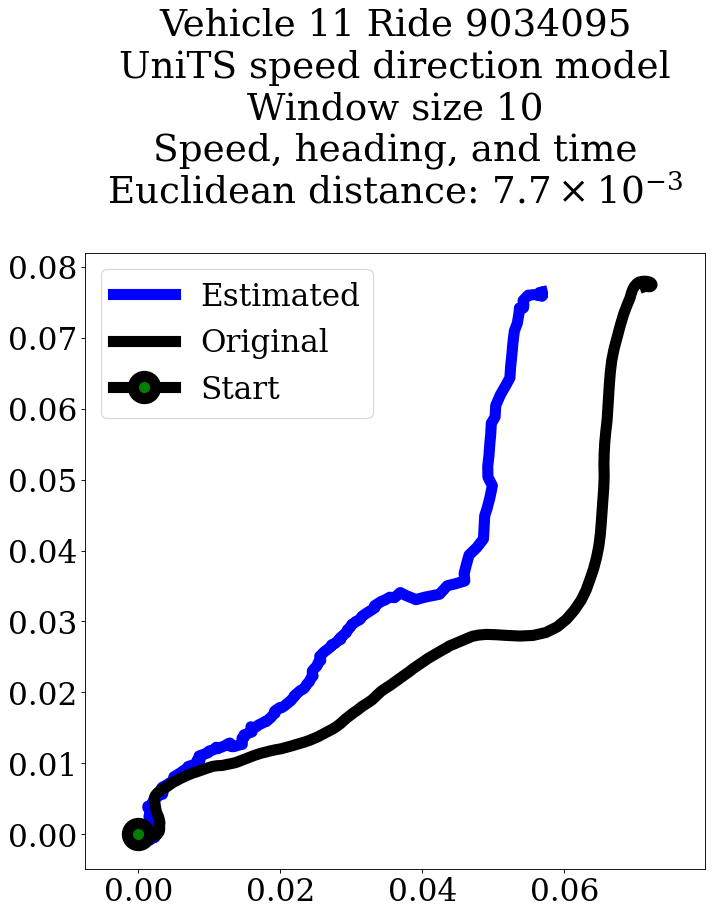 Vehicle 11 Ride 9034095
UniTS speed direction model
Window size 10
Speed, heading, and time
Euclidean distance: 7.7 × 10⁻³
Estimated
Original
Start
0.08
0.07
0.06
0.05
0.04
0.03
0.02
0.01
0.00
0.00 0.02 0.04 0.06